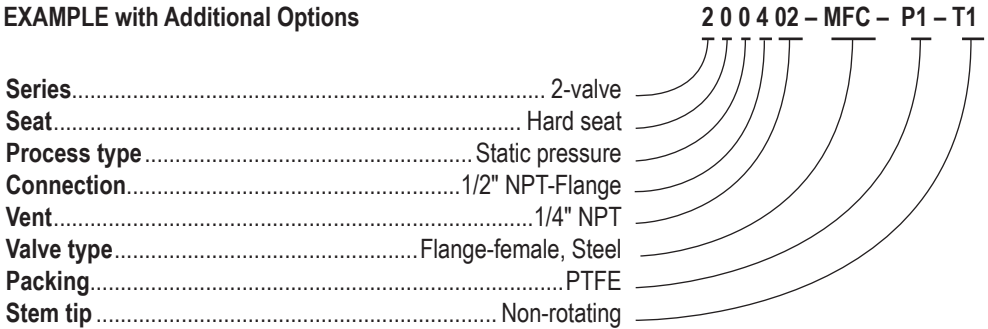 EXAMPLE with Additional Options 2 0 0 4 02 – MFC – P1 – T1
Series........................................................................................... 2-valve
Seat.......................................................................................... Hard seat
Process type............................................................... Static pressure
Connection................................................................1/2" NPT-Flange
Vent............................................................................................1/4" NPT
Valve type...........................................................Flange-female, Steel
Packing...........................................................................................PTFE
Stem tip............................................................................. Non-rotating